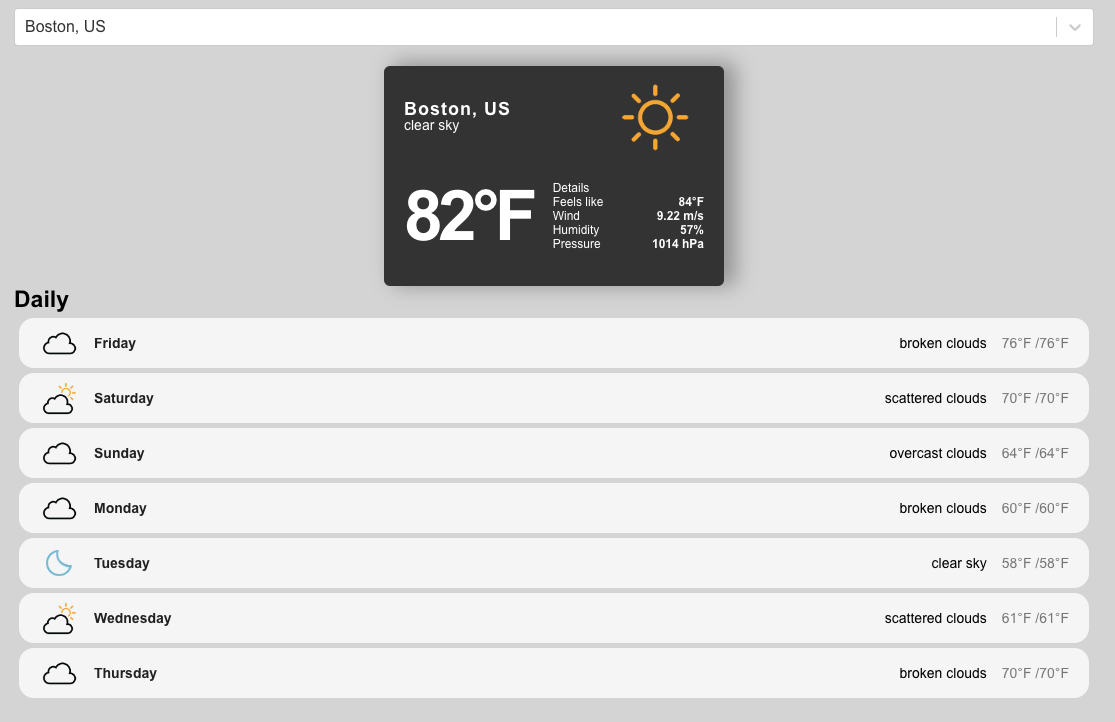 Boston, US
Boston, US
clear sky
82°F
Details
Feels like 84°F
Wind 9.22 m/s
Humidity 57%
Pressure 1014 hPa
Daily
Friday broken clouds 76°F /76°F
Saturday scattered clouds 70°F /70°F
Sunday overcast clouds 64°F /64°F
Monday broken clouds 60°F /60°F
Tuesday clear sky 58°F /58°F
Wednesday scattered clouds 61°F /61°F
Thursday broken clouds 70°F /70°F